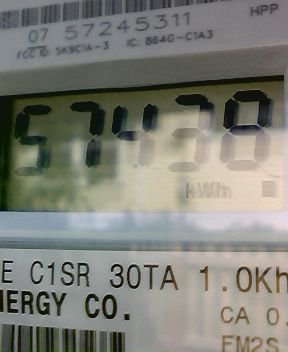 HPP
07 57245311
FCC ID: SK9C1A-3 IC: 864G-C1A3
57438
kWh
E C1SR 30TA 1.0Kh
NERGY CO.
CA 0.
FM2S